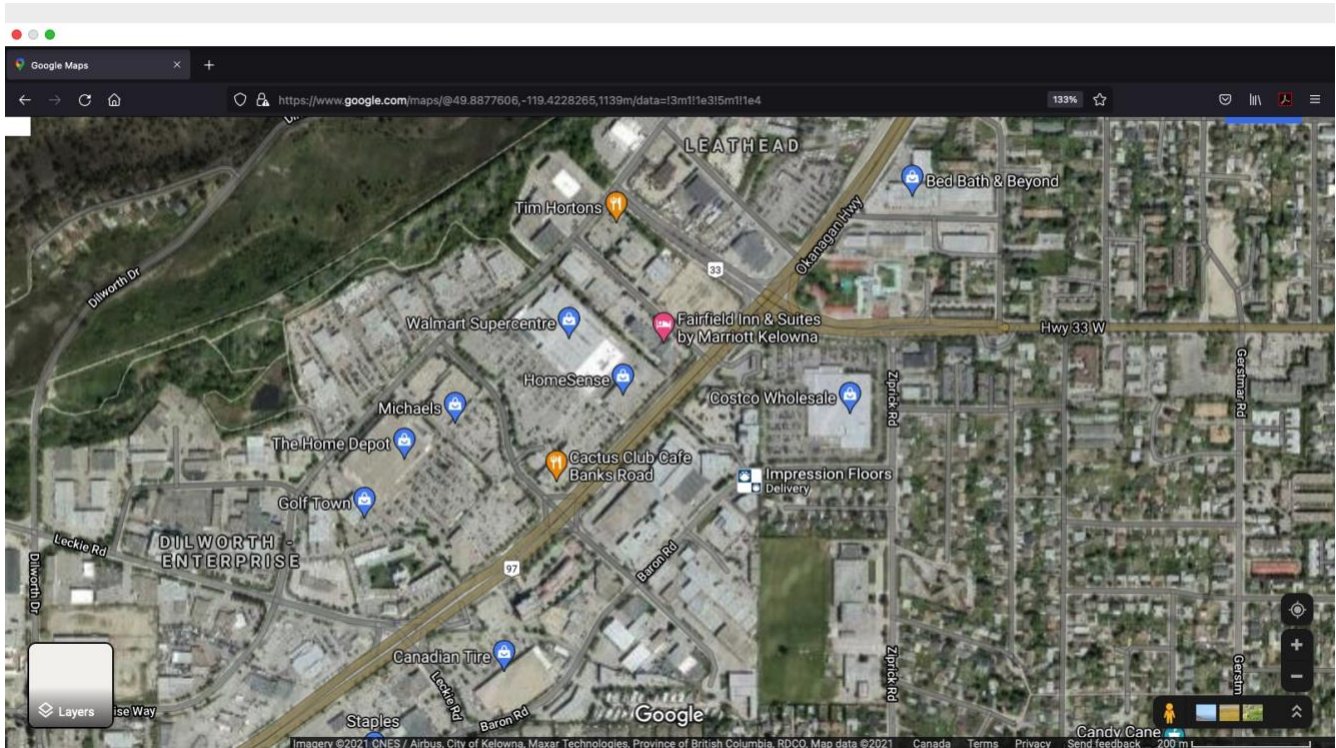 Google Maps
https://www.google.com/maps/@49.8877606,-119.4228265,1139m/data=!3m1!1e3!5m1!1e4
133%
LEATHEAD
Bed Bath & Beyond
Tim Hortons
Okanagan Hwy
33
Dilworth Dr
Walmart Supercentre
Fairfield Inn & Suites
by Marriott Kelowna
Hwy 33 W
HomeSense
Costco Wholesale
Ziprick Rd
Gerstmar Rd
Michaels
The Home Depot
Cactus Club Cafe
Banks Road
Impression Floors
Delivery
Golf Town
Leckie Rd
DILWORTH -
ENTERPRISE
Dilworth Dr
Baron Rd
97
Canadian Tire
Leckie Rd
Ziprick Rd
Gerstm
Layers
ise Way
Staples
Baron Rd
Google
Candy Cane
Imagery ©2021 CNES / Airbus, City of Kelowna, Maxar Technologies, Province of British Columbia, RDCO, Map data ©2021 Canada Terms Privacy Send feedback 200 m